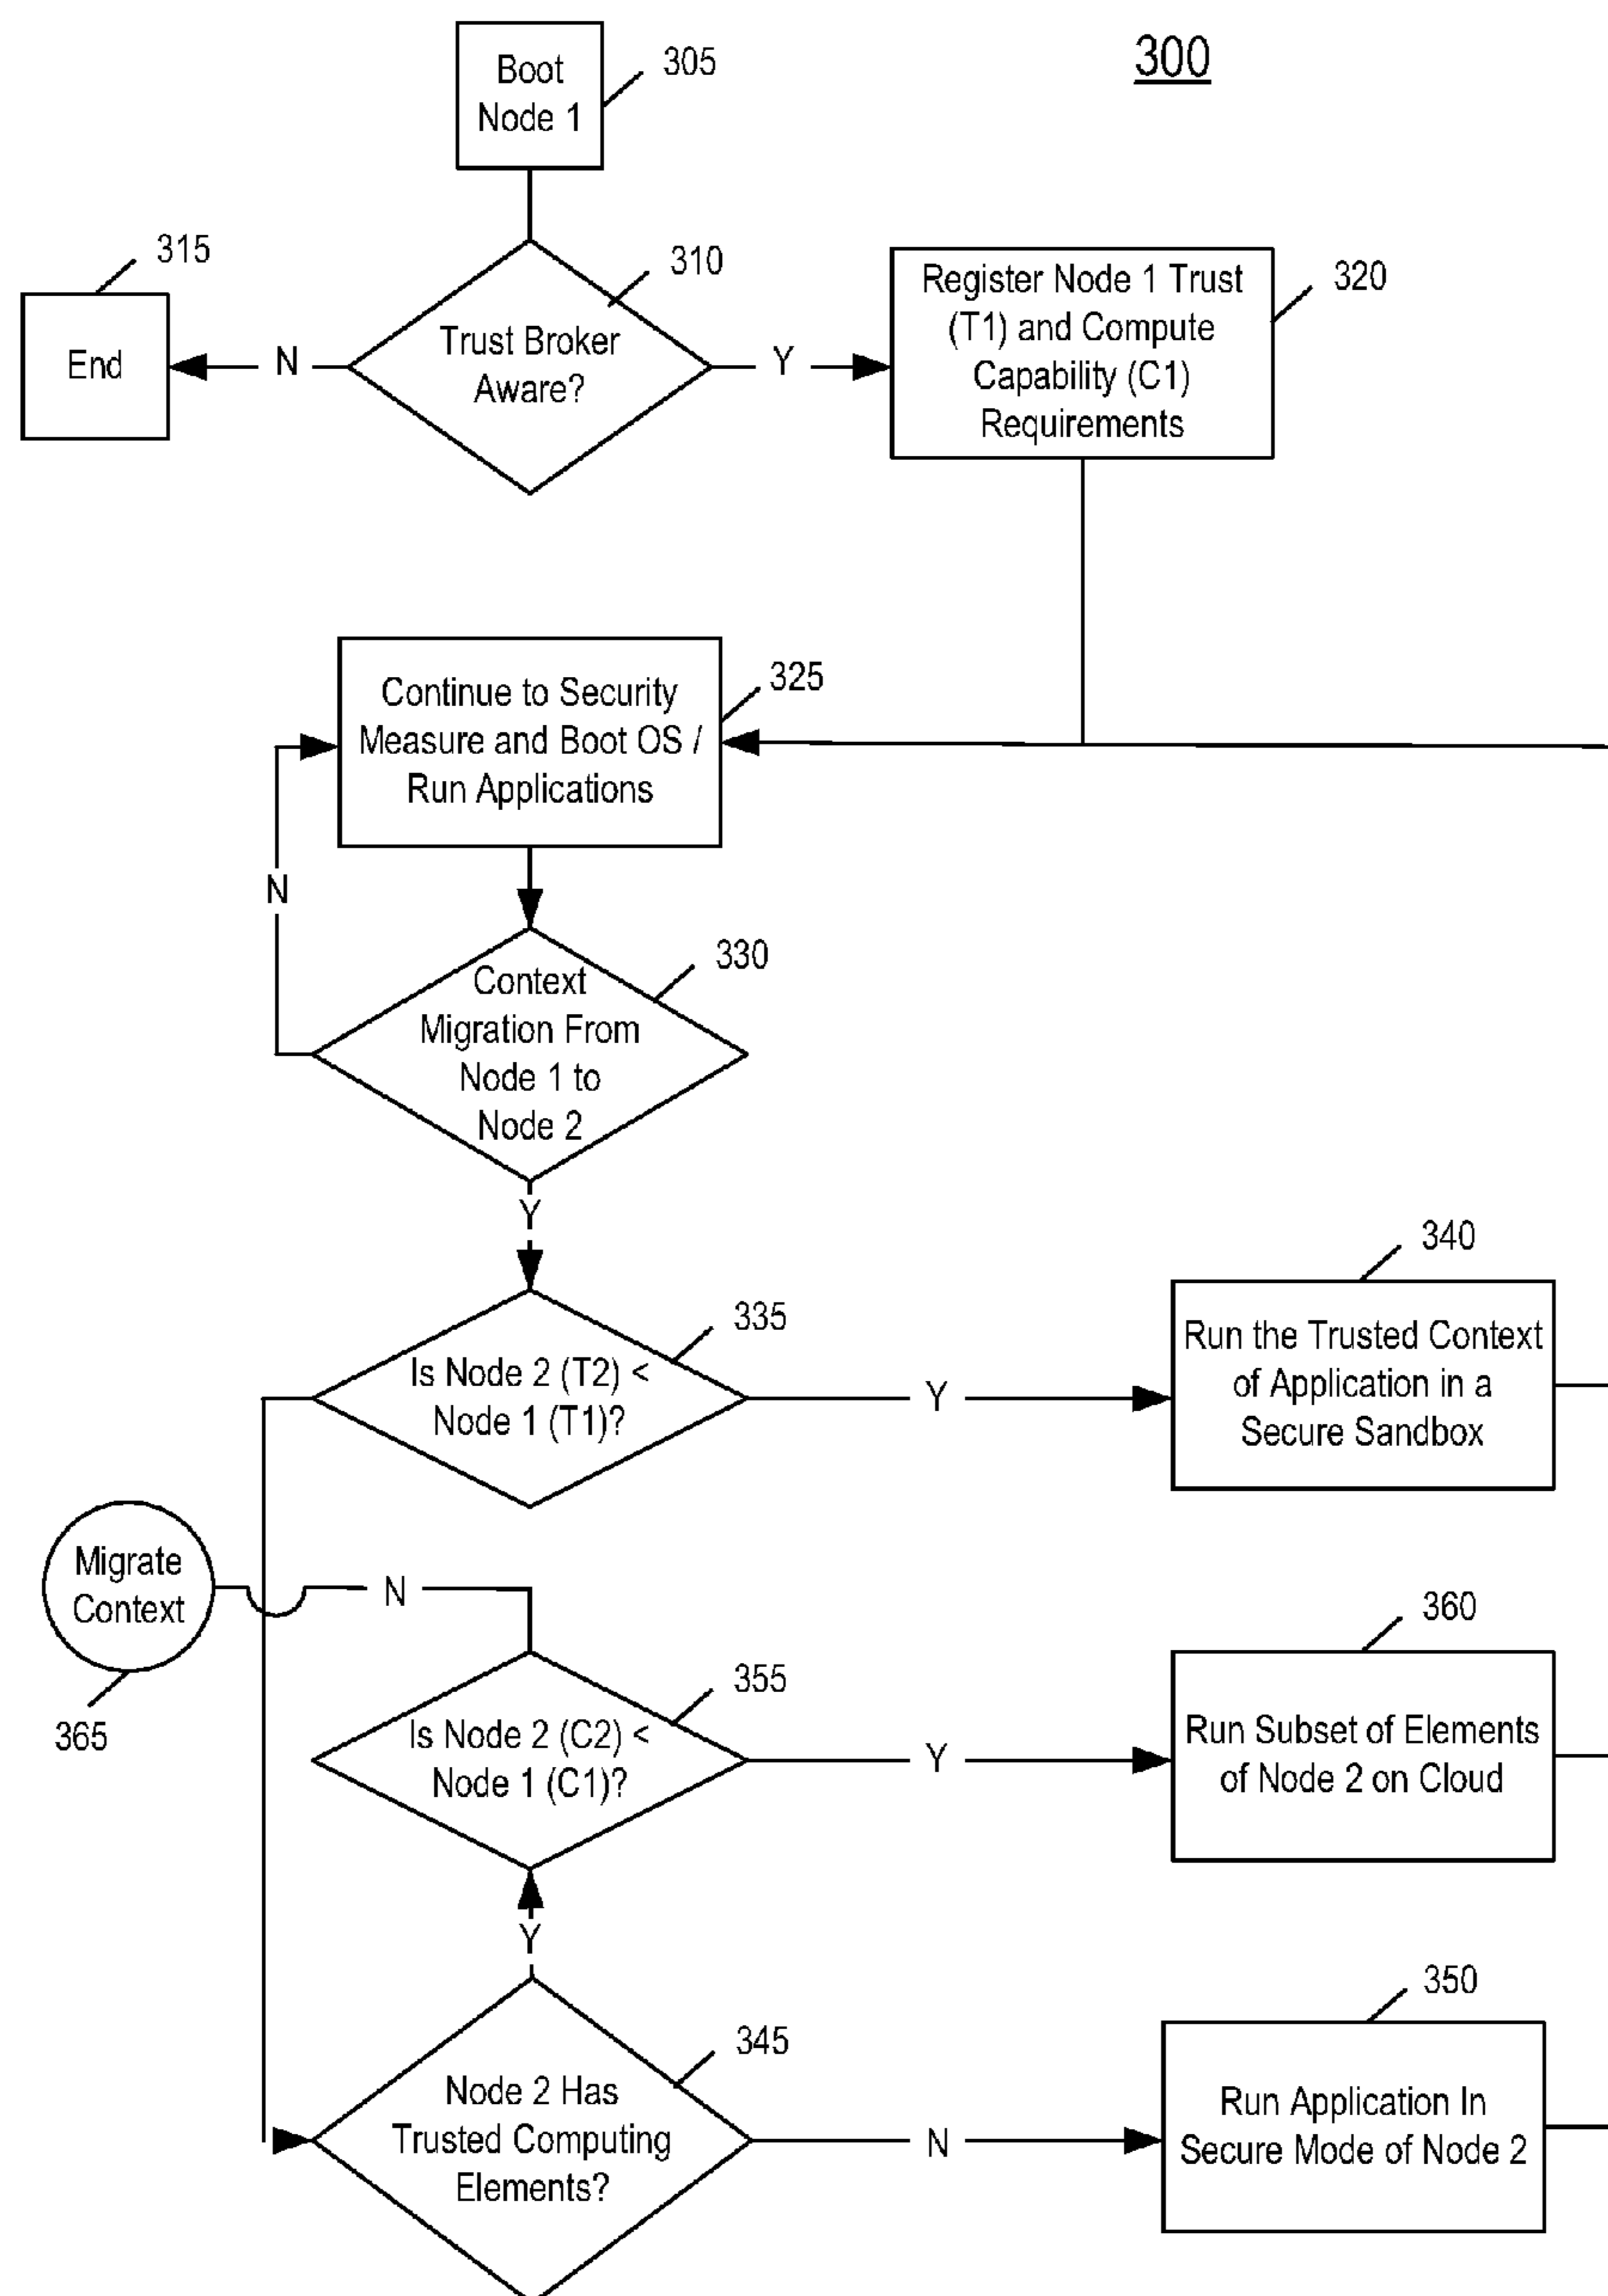 300
Boot
Node 1
305
315
End
N
310
Trust Broker
Aware?
Y
Register Node 1 Trust
(T1) and Compute
Capability (C1)
Requirements
320
Continue to Security
Measure and Boot OS /
Run Applications
325
N
330
Context
Migration From
Node 1 to
Node 2
Y
335
Is Node 2 (T2) <
Node 1 (T1)?
Y
340
Run the Trusted Context
of Application in a
Secure Sandbox
Migrate
Context
365
N
355
Is Node 2 (C2) <
Node 1 (C1)?
Y
360
Run Subset of Elements
of Node 2 on Cloud
Y
345
Node 2 Has
Trusted Computing
Elements?
N
350
Run Application In
Secure Mode of Node 2